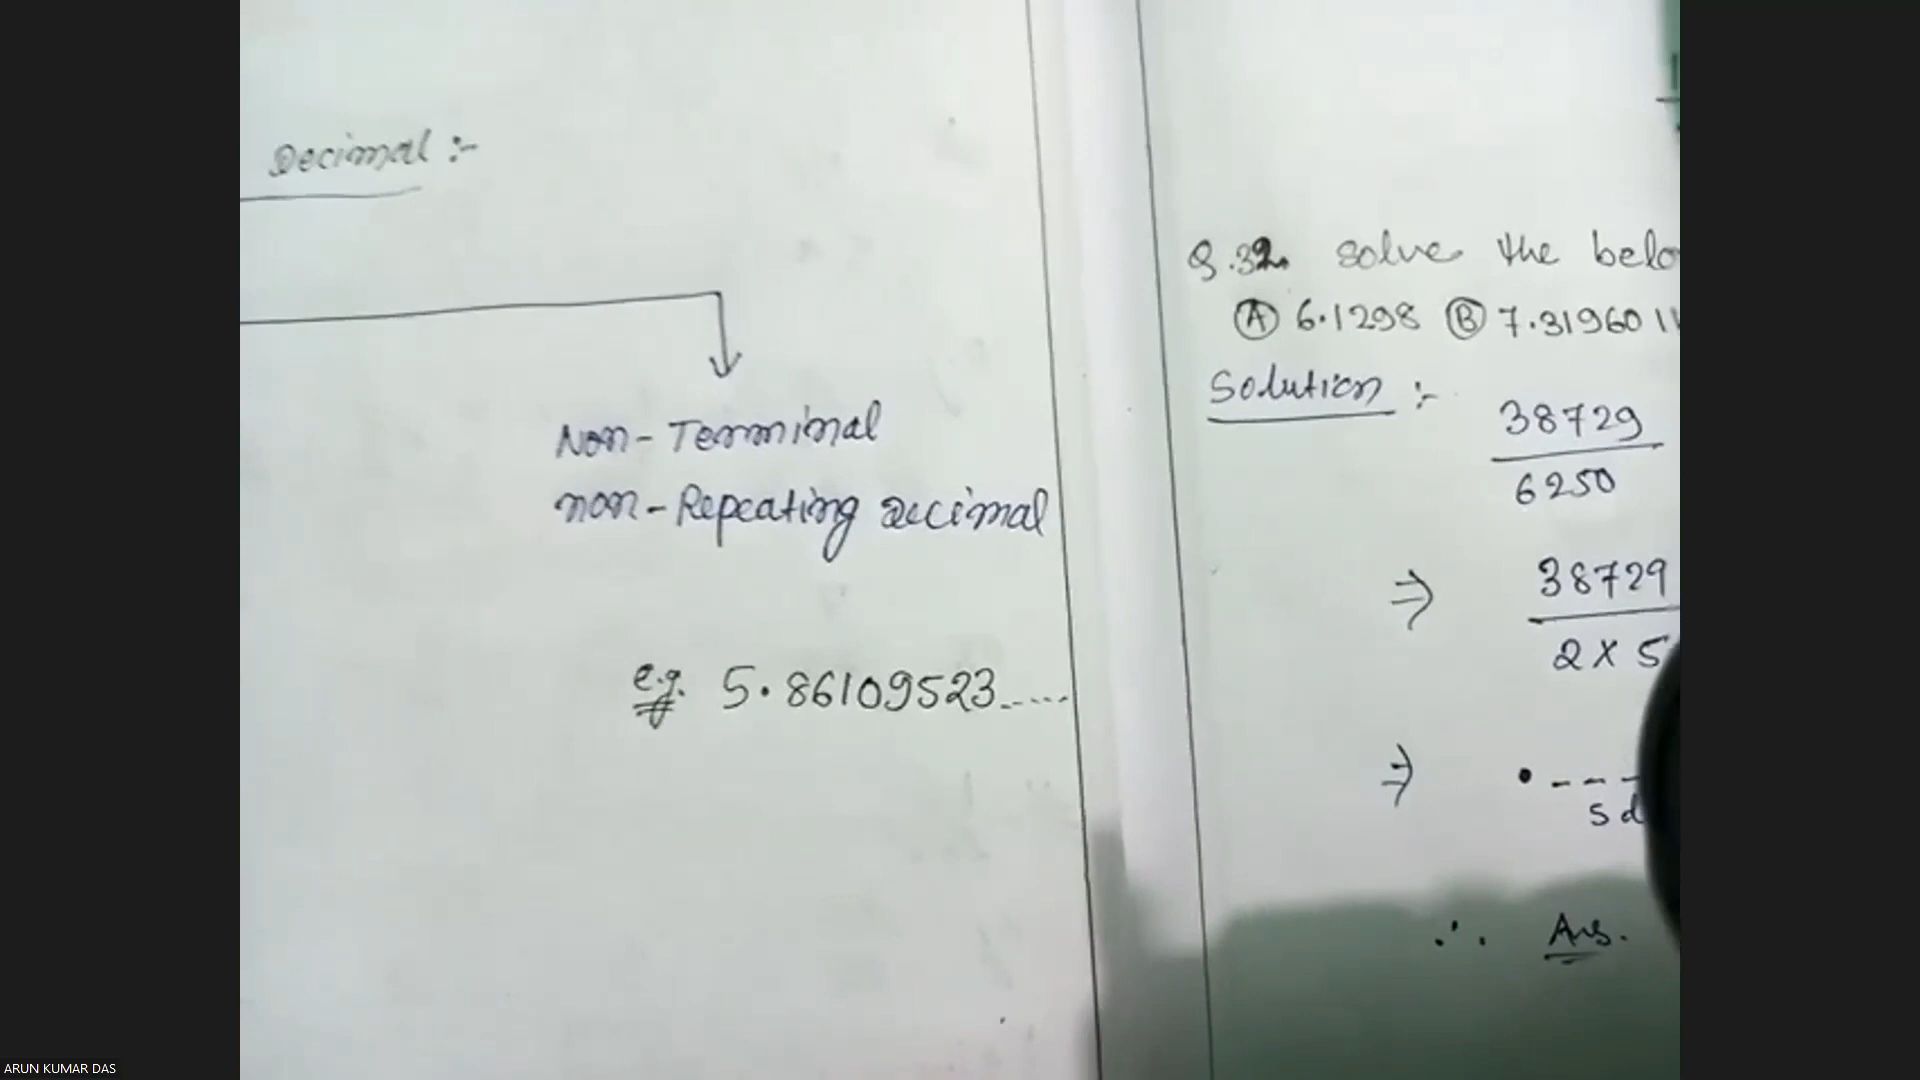 Decimal :-
Non-Terminal
non-Repeating decimal
e.g. 5.86109523.....
Q.32. solve the belo
(A) 6.1298 (B) 7.31960
Solution :-
38729
6250
⇒ 38729
2 × 5
⇒ . - - -
5 d
∴ Ans.
ARUN KUMAR DAS